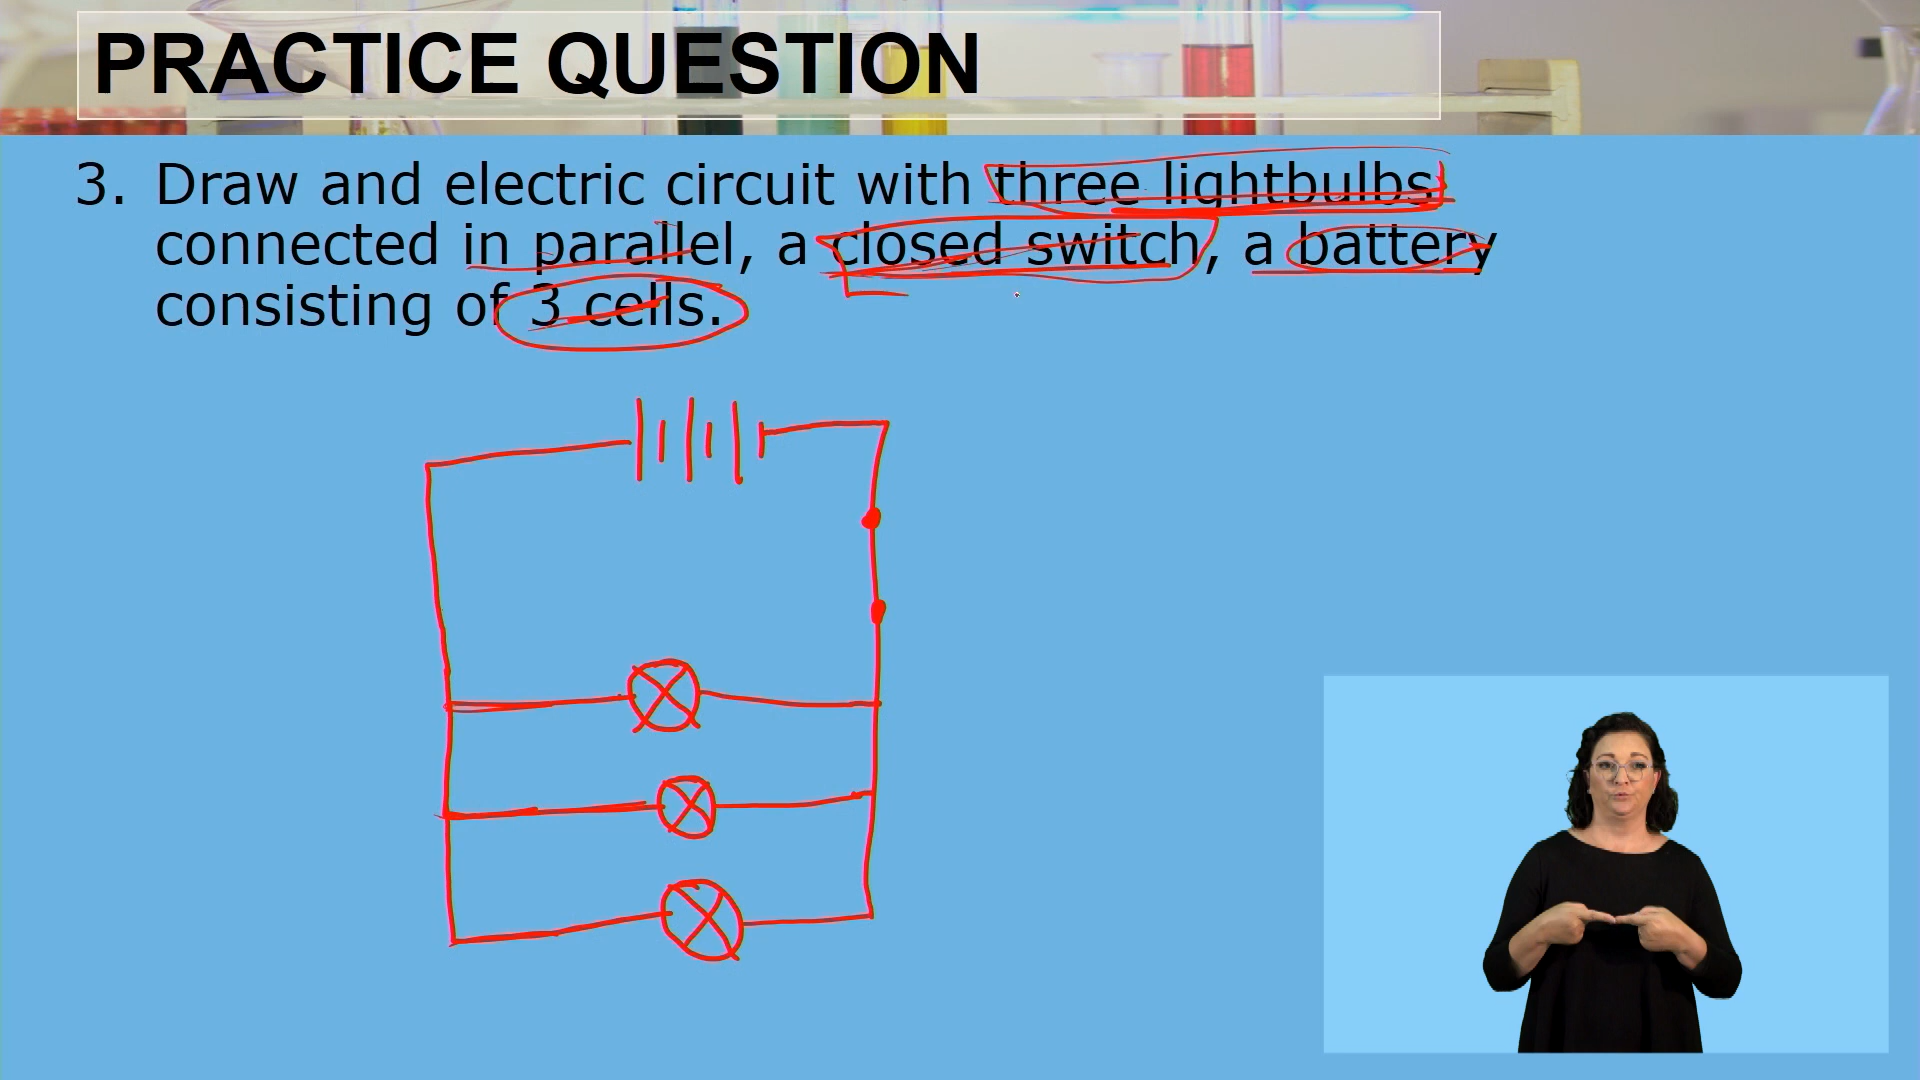 PRACTICE QUESTION
3. Draw and electric circuit with three lightbulbs
connected in parallel, a closed switch, a battery
consisting of 3 cells.